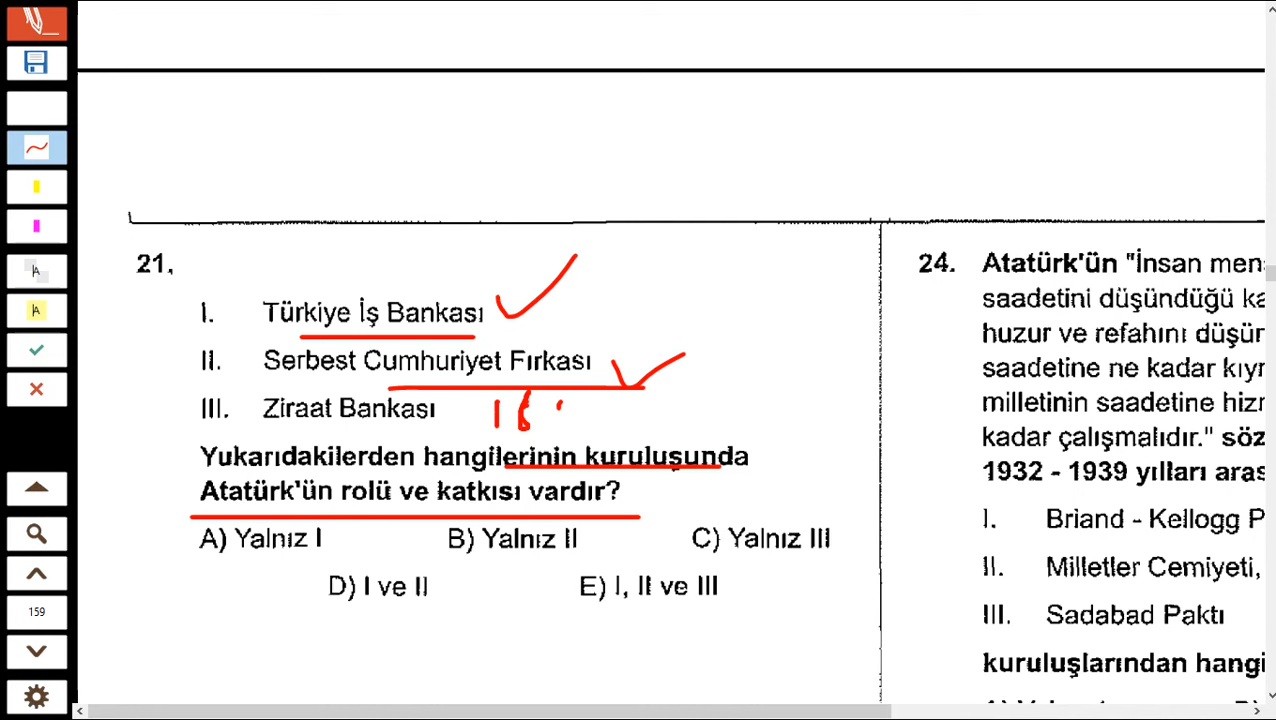 21.
I. Türkiye İş Bankası
II. Serbest Cumhuriyet Fırkası
III. Ziraat Bankası
Yukarıdakilerden hangilerinin kuruluşunda
Atatürk'ün rolü ve katkısı vardır?
A) Yalnız I B) Yalnız II C) Yalnız III
D) I ve II E) I, II ve III
24. Atatürk'ün "İnsan men
saadetini düşündüğü ka
huzur ve refahını düşün
saadetine ne kadar kıym
milletinin saadetine hizm
kadar çalışmalıdır." söz
1932 - 1939 yılları aras
I. Briand - Kellogg P
II. Milletler Cemiyeti,
III. Sadabad Paktı
kuruluşlarından hangi
159